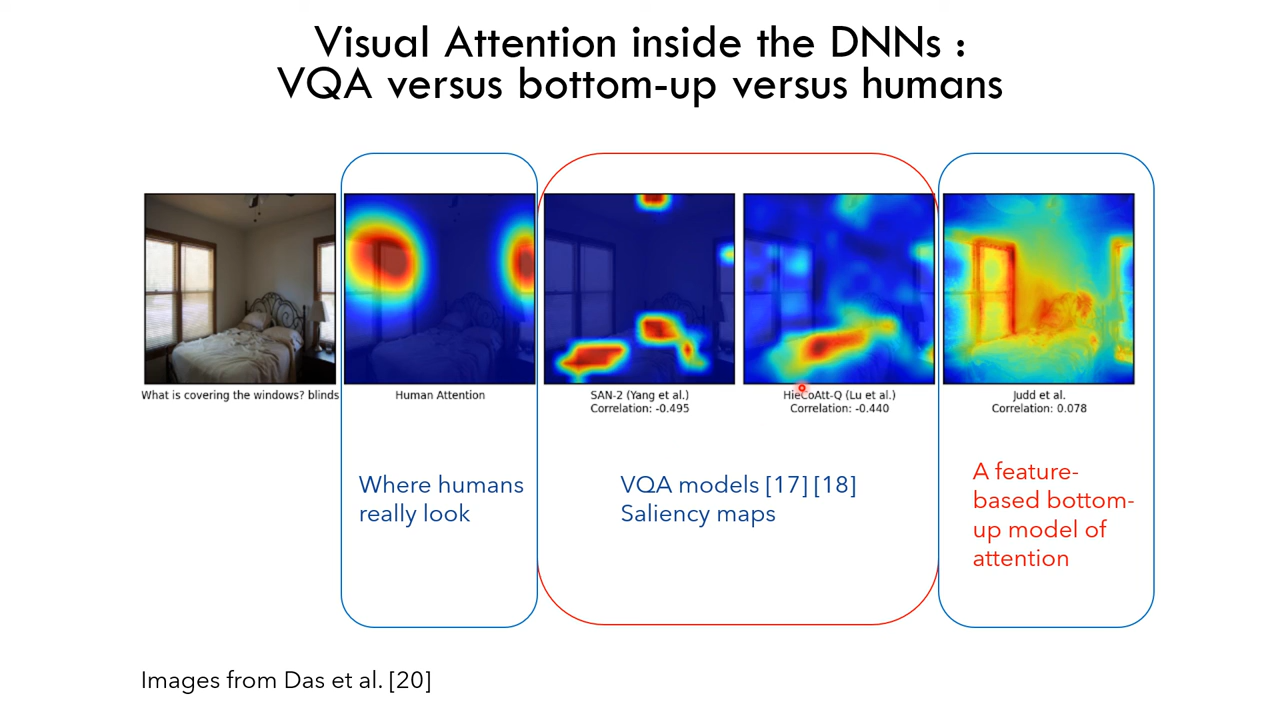 Visual Attention inside the DNNs :
VQA versus bottom-up versus humans
What is covering the windows? blinds
Human Attention
SAN-2 (Yang et al.)
Correlation: -0.495
HieCoAtt-Q (Lu et al.)
Correlation: -0.440
Judd et al.
Correlation: 0.078
Where humans
really look
VQA models [17] [18]
Saliency maps
A feature-
based bottom-
up model of
attention
Images from Das et al. [20]